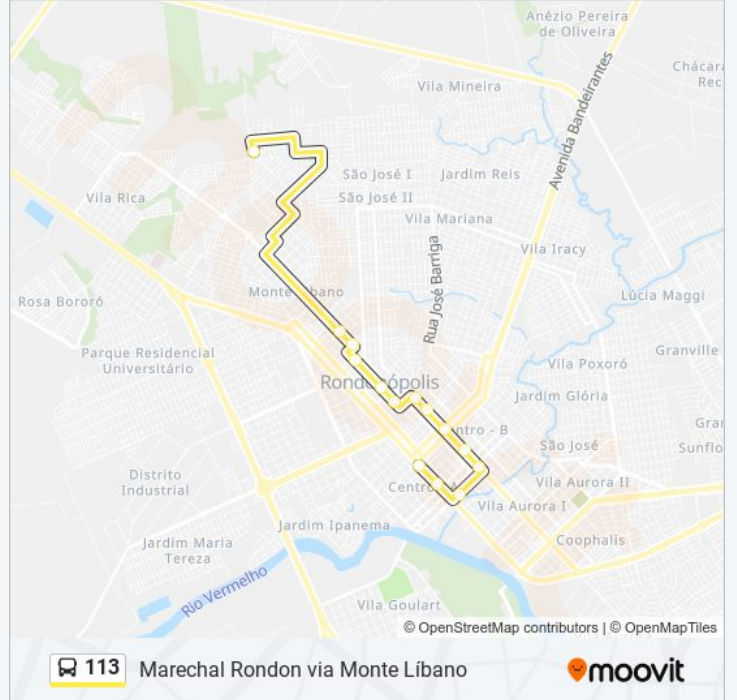 Anézio Pereira
de Oliveira
Chácara
Rec
Vila Mineira
Avenida Bandeirantes
São José I
Jardim Reis
São José II
Vila Rica
Vila Mariana
Rua José Barriga
Vila Iracy
Monte Líbano
Lúcia Maggi
Rosa Bororó
Parque Residencial
Universitário
Granville
Vila Poxoró
Rondonópolis
Jardim Glória
Gra
Sunflo
ntro - B
São José
Distrito
Industrial
Centro - A
Vila Aurora II
Vila Aurora I
Jardim Ipanema
Coophalis
Jardim Maria
Tereza
Rio Vermelho
Vila Goulart
© OpenStreetMap contributors | © OpenMapTiles
113 Marechal Rondon via Monte Líbano
moovit